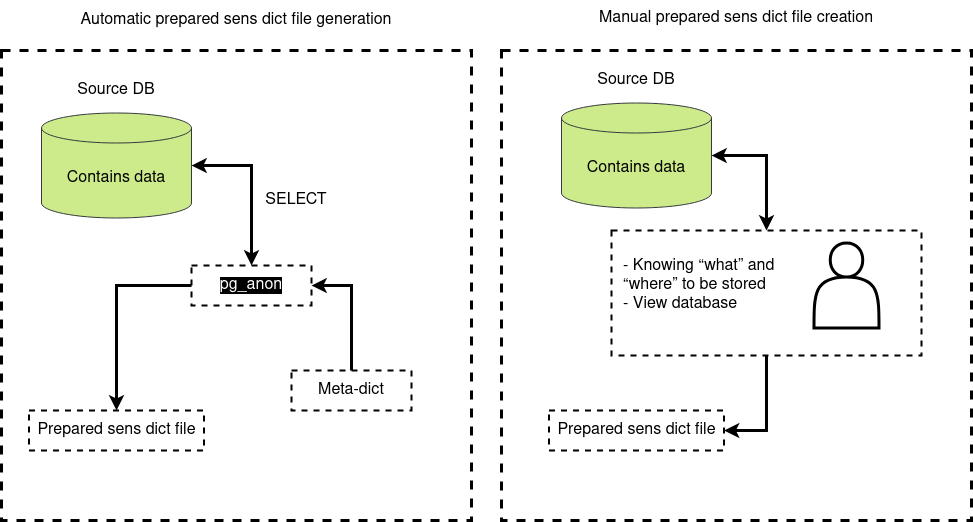 Automatic prepared sens dict file generation
Source DB
Contains data
SELECT
pg_anon
Meta-dict
Prepared sens dict file
Manual prepared sens dict file creation
Source DB
Contains data
- Knowing “what” and
“where” to be stored
- View database
Prepared sens dict file